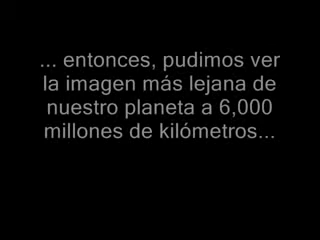 ... entonces, pudimos ver
la imagen más lejana de
nuestro planeta a 6,000
millones de kilómetros...